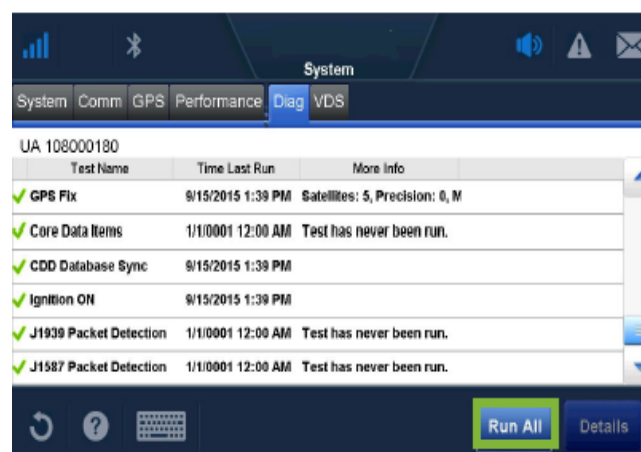 System
System Comm GPS Performance Diag VDS
UA 108000180
Test Name Time Last Run More Info
GPS Fix 9/15/2015 1:39 PM Satellites: 5, Precision: 0, M
Core Data Items 1/1/0001 12:00 AM Test has never been run.
CDD Database Sync 9/15/2015 1:39 PM
Ignition ON 9/15/2015 1:39 PM
J1939 Packet Detection 1/1/0001 12:00 AM Test has never been run.
J1587 Packet Detection 1/1/0001 12:00 AM Test has never been run.
Run All Details